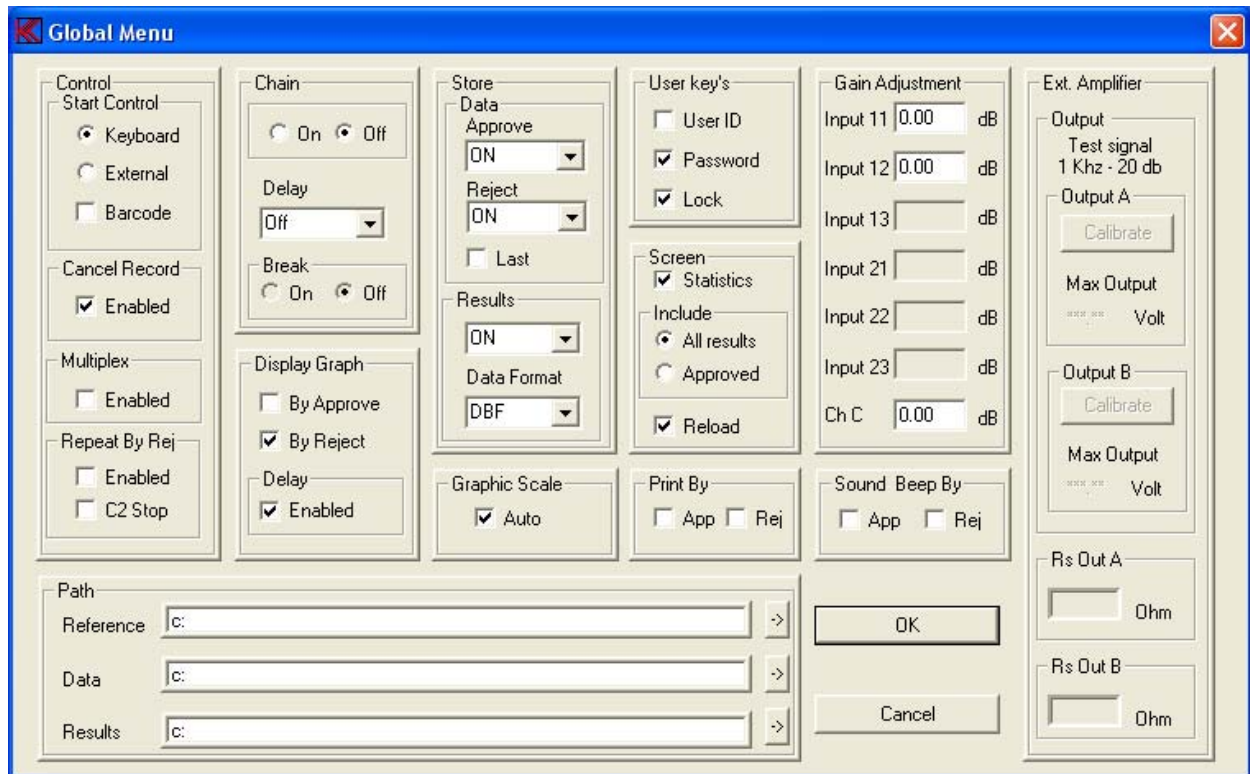 Global Menu
Control
Start Control
Keyboard
External
Barcode
Cancel Record
Enabled
Multiplex
Enabled
Repeat By Rej
Enabled
C2 Stop
Chain
On Off
Delay
Off
Break
On Off
Display Graph
By Approve
By Reject
Delay
Enabled
Store
Data
Approve
ON
Reject
ON
Last
Results
ON
Data Format
DBF
Graphic Scale
Auto
User key's
User ID
Password
Lock
Screen
Statistics
Include
All results
Approved
Reload
Print By
App Rej
Gain Adjustment
Input 11 0.00 dB
Input 12 0.00 dB
Input 13 dB
Input 21 dB
Input 22 dB
Input 23 dB
Ch C 0.00 dB
Sound Beep By
App Rej
Ext. Amplifier
Output
Test signal
1 Khz - 20 db
Output A
Calibrate
Max Output
***.** Volt
Output B
Calibrate
Max Output
***.** Volt
Rs Out A
Ohm
Rs Out B
Ohm
Path
Reference c: ->
Data c: ->
Results c: ->
OK
Cancel